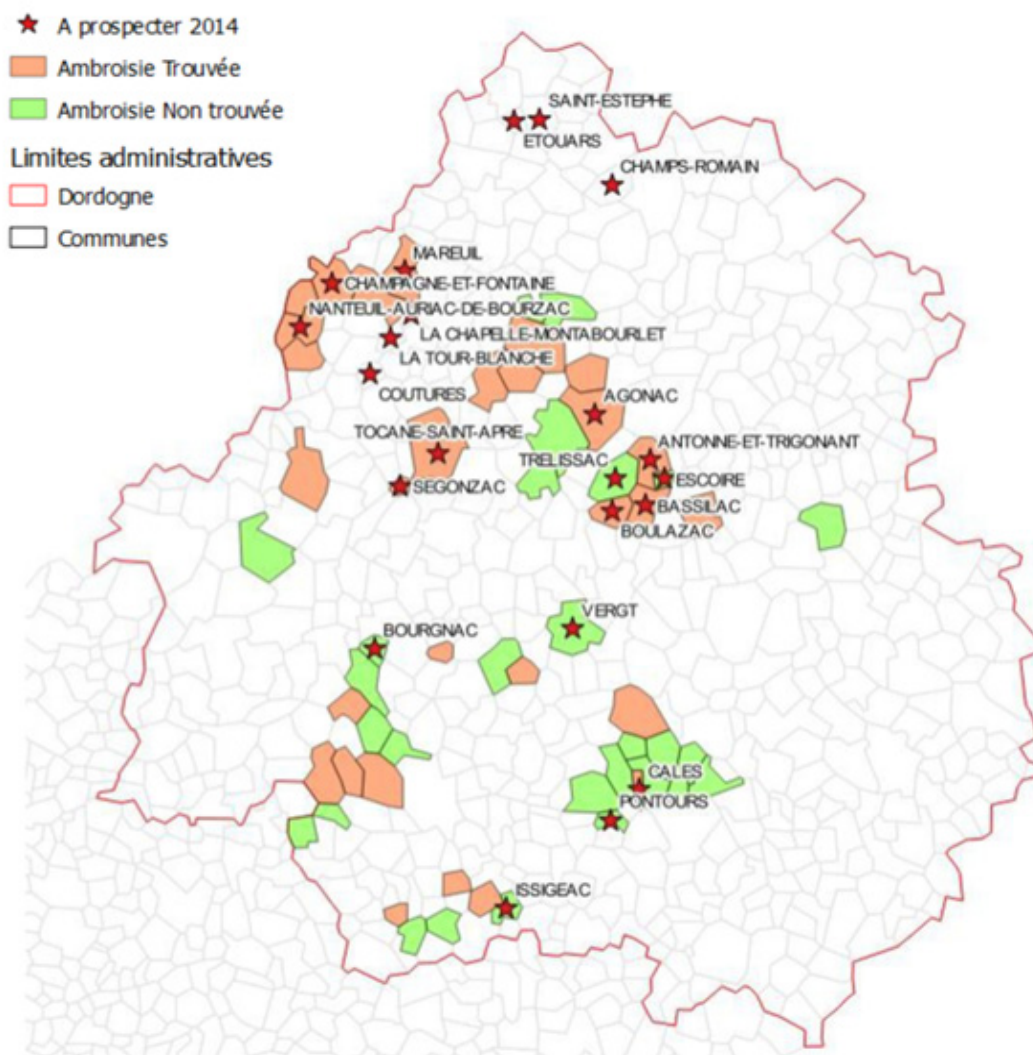 A prospecter 2014
Ambroisie Trouvée
Ambroisie Non trouvée
Limites administratives
Dordogne
Communes
SAINT-ESTEPHE
ETOUARS
CHAMPS-ROMAIN
MAREUIL
CHAMPAGNE-ET-FONTAINE
NANTEUIL-AURIAC-DE-BOURZAC
LA CHAPELLE-MONTABOURLET
LA TOUR-BLANCHE
COUTURES
AGONAC
TOCANE-SAINT-APRE
ANTONNE-ET-TRIGONANT
TRELISSAC
ESCOIRE
SEGONZAC
BASSILAC
BOULAZAC
VERGT
BOURGNAC
CALES
PONTOURS
ISSIGEAC